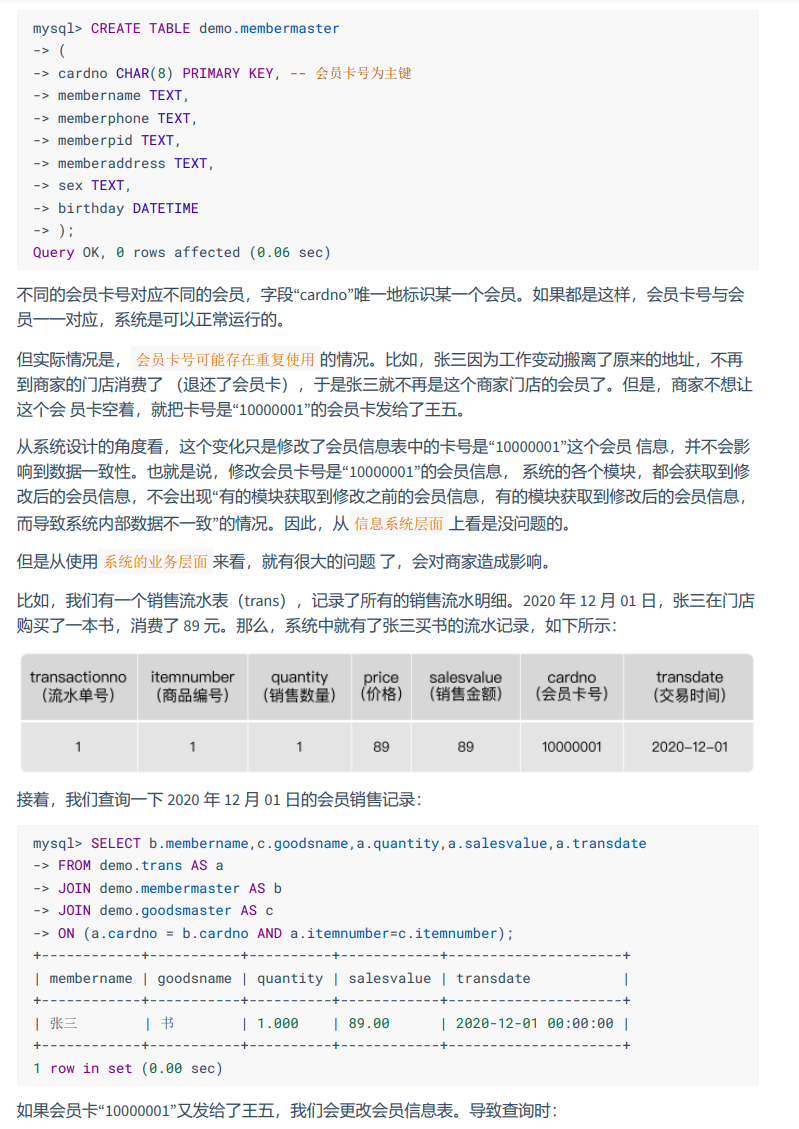 mysql> CREATE TABLE demo.membermaster
-> (
-> cardno CHAR(8) PRIMARY KEY, -- 会员卡号为主键
-> membername TEXT,
-> memberphone TEXT,
-> memberpid TEXT,
-> memberaddress TEXT,
-> sex TEXT,
-> birthday DATETIME
-> );
Query OK, 0 rows affected (0.06 sec)
不同的会员卡号对应不同的会员，字段“cardno”唯一地标识某一个会员。如果都是这样，会员卡号与会
员一一对应，系统是可以正常运行的。
但实际情况是， 会员卡号可能存在重复使用 的情况。比如，张三因为工作变动搬离了原来的地址，不再
到商家的门店消费了 （退还了会员卡），于是张三就不再是这个商家门店的会员了。但是，商家不想让
这个会 员卡空着，就把卡号是“10000001”的会员卡发给了王五。
从系统设计的角度看，这个变化只是修改了会员信息表中的卡号是“10000001”这个会员 信息，并不会影
响到数据一致性。也就是说，修改会员卡号是“10000001”的会员信息， 系统的各个模块，都会获取到修
改后的会员信息，不会出现“有的模块获取到修改之前的会员信息，有的模块获取到修改后的会员信息，
而导致系统内部数据不一致”的情况。因此，从 信息系统层面 上看是没问题的。
但是从使用 系统的业务层面 来看，就有很大的问题 了，会对商家造成影响。
比如，我们有一个销售流水表（trans），记录了所有的销售流水明细。2020 年 12 月 01 日，张三在门店
购买了一本书，消费了 89 元。那么，系统中就有了张三买书的流水记录，如下所示：
transactionno itemnumber quantity price salesvalue cardno transdate
（流水单号） （商品编号） （销售数量） （价格） （销售金额） （会员卡号） （交易时间）
1 1 1 89 89 10000001 2020-12-01
接着，我们查询一下 2020 年 12 月 01 日的会员销售记录：
mysql> SELECT b.membername,c.goodsname,a.quantity,a.salesvalue,a.transdate
-> FROM demo.trans AS a
-> JOIN demo.membermaster AS b
-> JOIN demo.goodsmaster AS c
-> ON (a.cardno = b.cardno AND a.itemnumber=c.itemnumber);
+------------+-----------+----------+------------+---------------------+
| membername | goodsname | quantity | salesvalue | transdate |
+------------+-----------+----------+------------+---------------------+
| 张三 | 书 | 1.000 | 89.00 | 2020-12-01 00:00:00 |
+------------+-----------+----------+------------+---------------------+
1 row in set (0.00 sec)
如果会员卡“10000001”又发给了王五，我们会更改会员信息表。导致查询时：